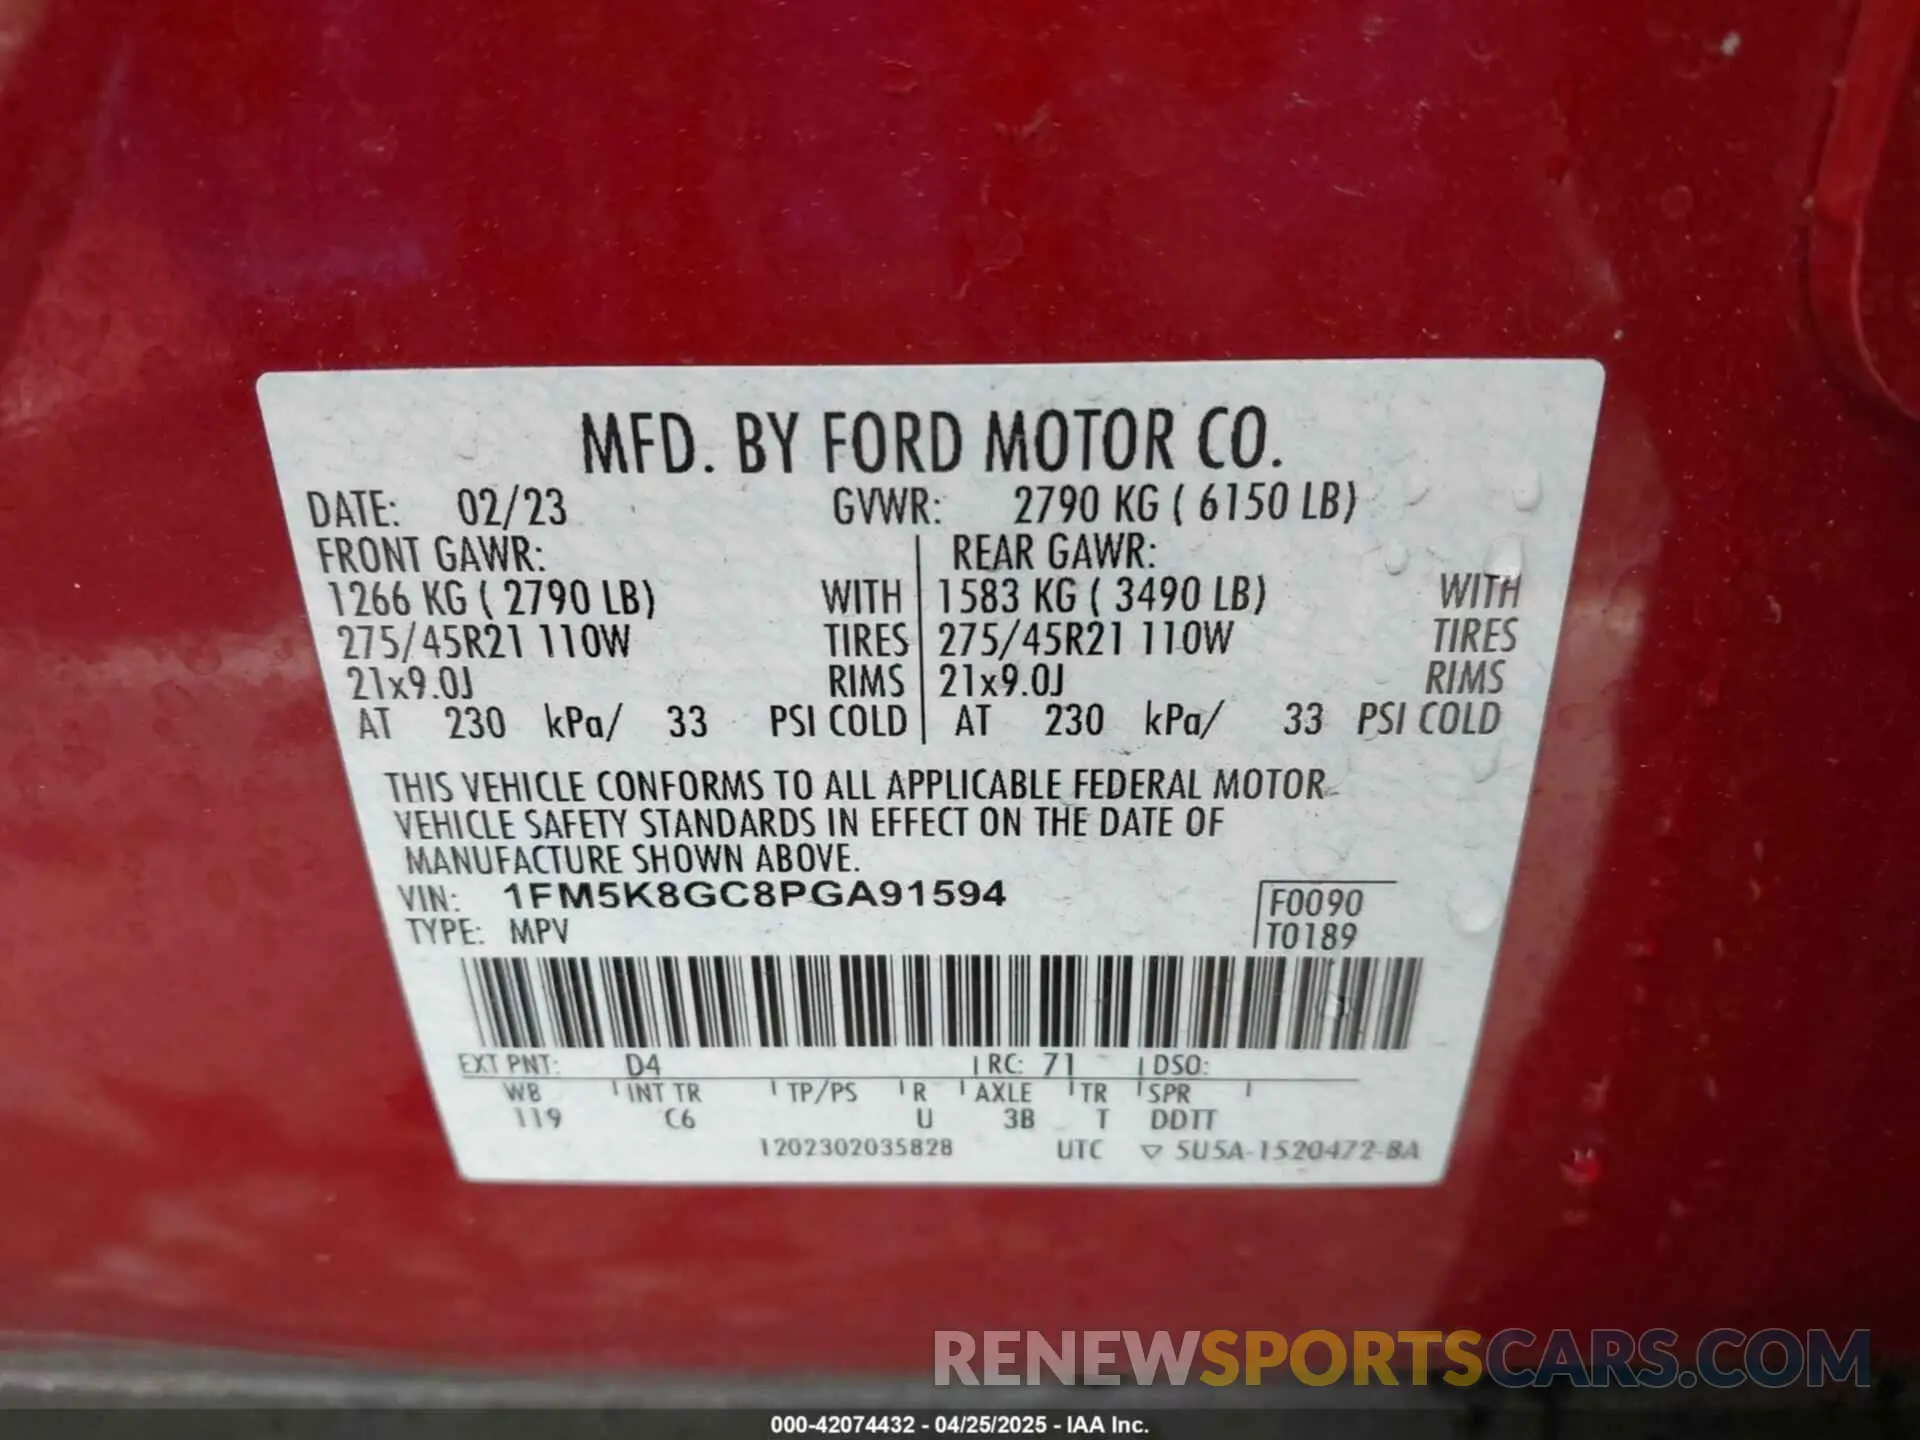 MFD. BY FORD MOTOR CO.
DATE: 02/23 GVWR: 2790 KG ( 6150 LB)
FRONT GAWR: REAR GAWR:
1266 KG ( 2790 LB) WITH 1583 KG ( 3490 LB) WITH
275/45R21 110W TIRES 275/45R21 110W TIRES
21x9.0J RIMS 21x9.0J RIMS
AT 230 kPa/ 33 PSI COLD AT 230 kPa/ 33 PSI COLD
THIS VEHICLE CONFORMS TO ALL APPLICABLE FEDERAL MOTOR
VEHICLE SAFETY STANDARDS IN EFFECT ON THE DATE OF
MANUFACTURE SHOWN ABOVE.
VIN: 1FM5K8GC8PGA91594 F0090
TYPE: MPV T0189
EXT PNT: D4 RC: 71 DSO:
WB INT TR TP/PS R AXLE TR SPR
119 C6 U 3B T DDTT
1202302035828 UTC ▽ 5U5A-1520472-BA
RENEWSPORTSCARS.COM
000-42074432 - 04/25/2025 - IAA Inc.